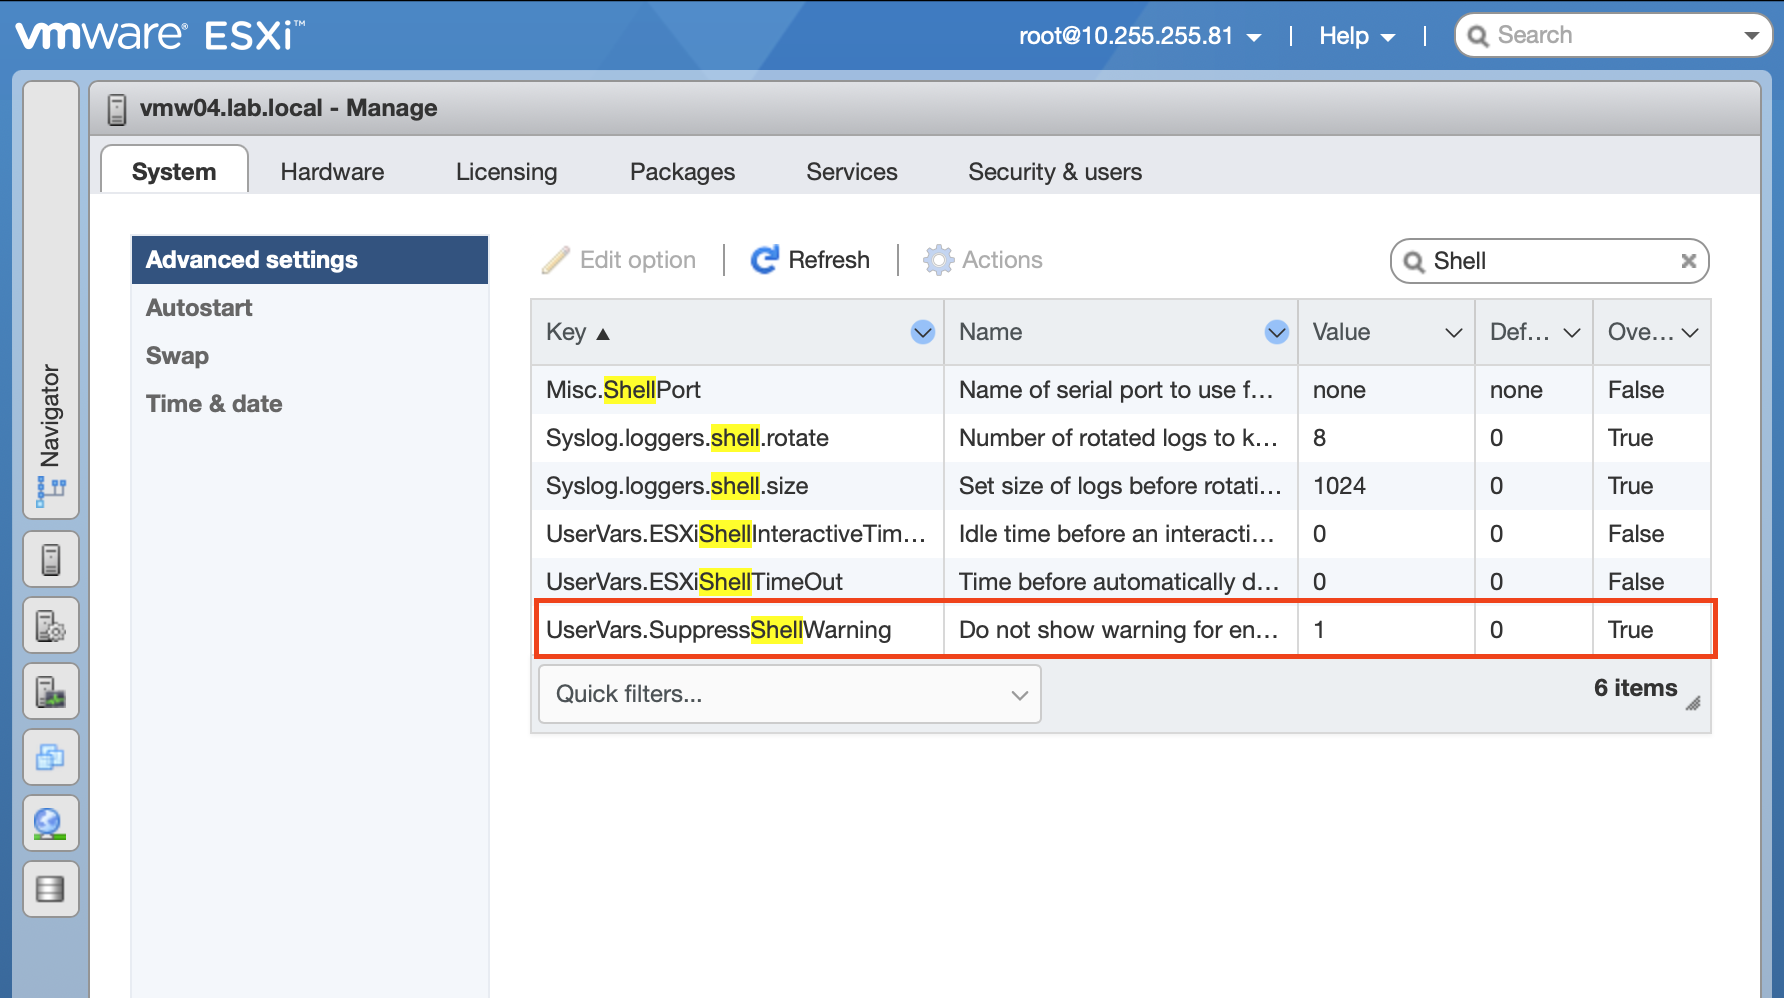 vmware® ESXi™
root@10.255.255.81 | Help | Search
vmw04.lab.local - Manage
System Hardware Licensing Packages Services Security & users
Navigator
Advanced settings
Autostart
Swap
Time & date
Edit option | Refresh | Actions
Shell
Key ▲ Name Value Def... Ove...
Misc.ShellPort Name of serial port to use f... none none False
Syslog.loggers.shell.rotate Number of rotated logs to k... 8 0 True
Syslog.loggers.shell.size Set size of logs before rotati... 1024 0 True
UserVars.ESXiShellInteractiveTim... Idle time before an interacti... 0 0 False
UserVars.ESXiShellTimeOut Time before automatically d... 0 0 False
UserVars.SuppressShellWarning Do not show warning for en... 1 0 True
Quick filters...
6 items